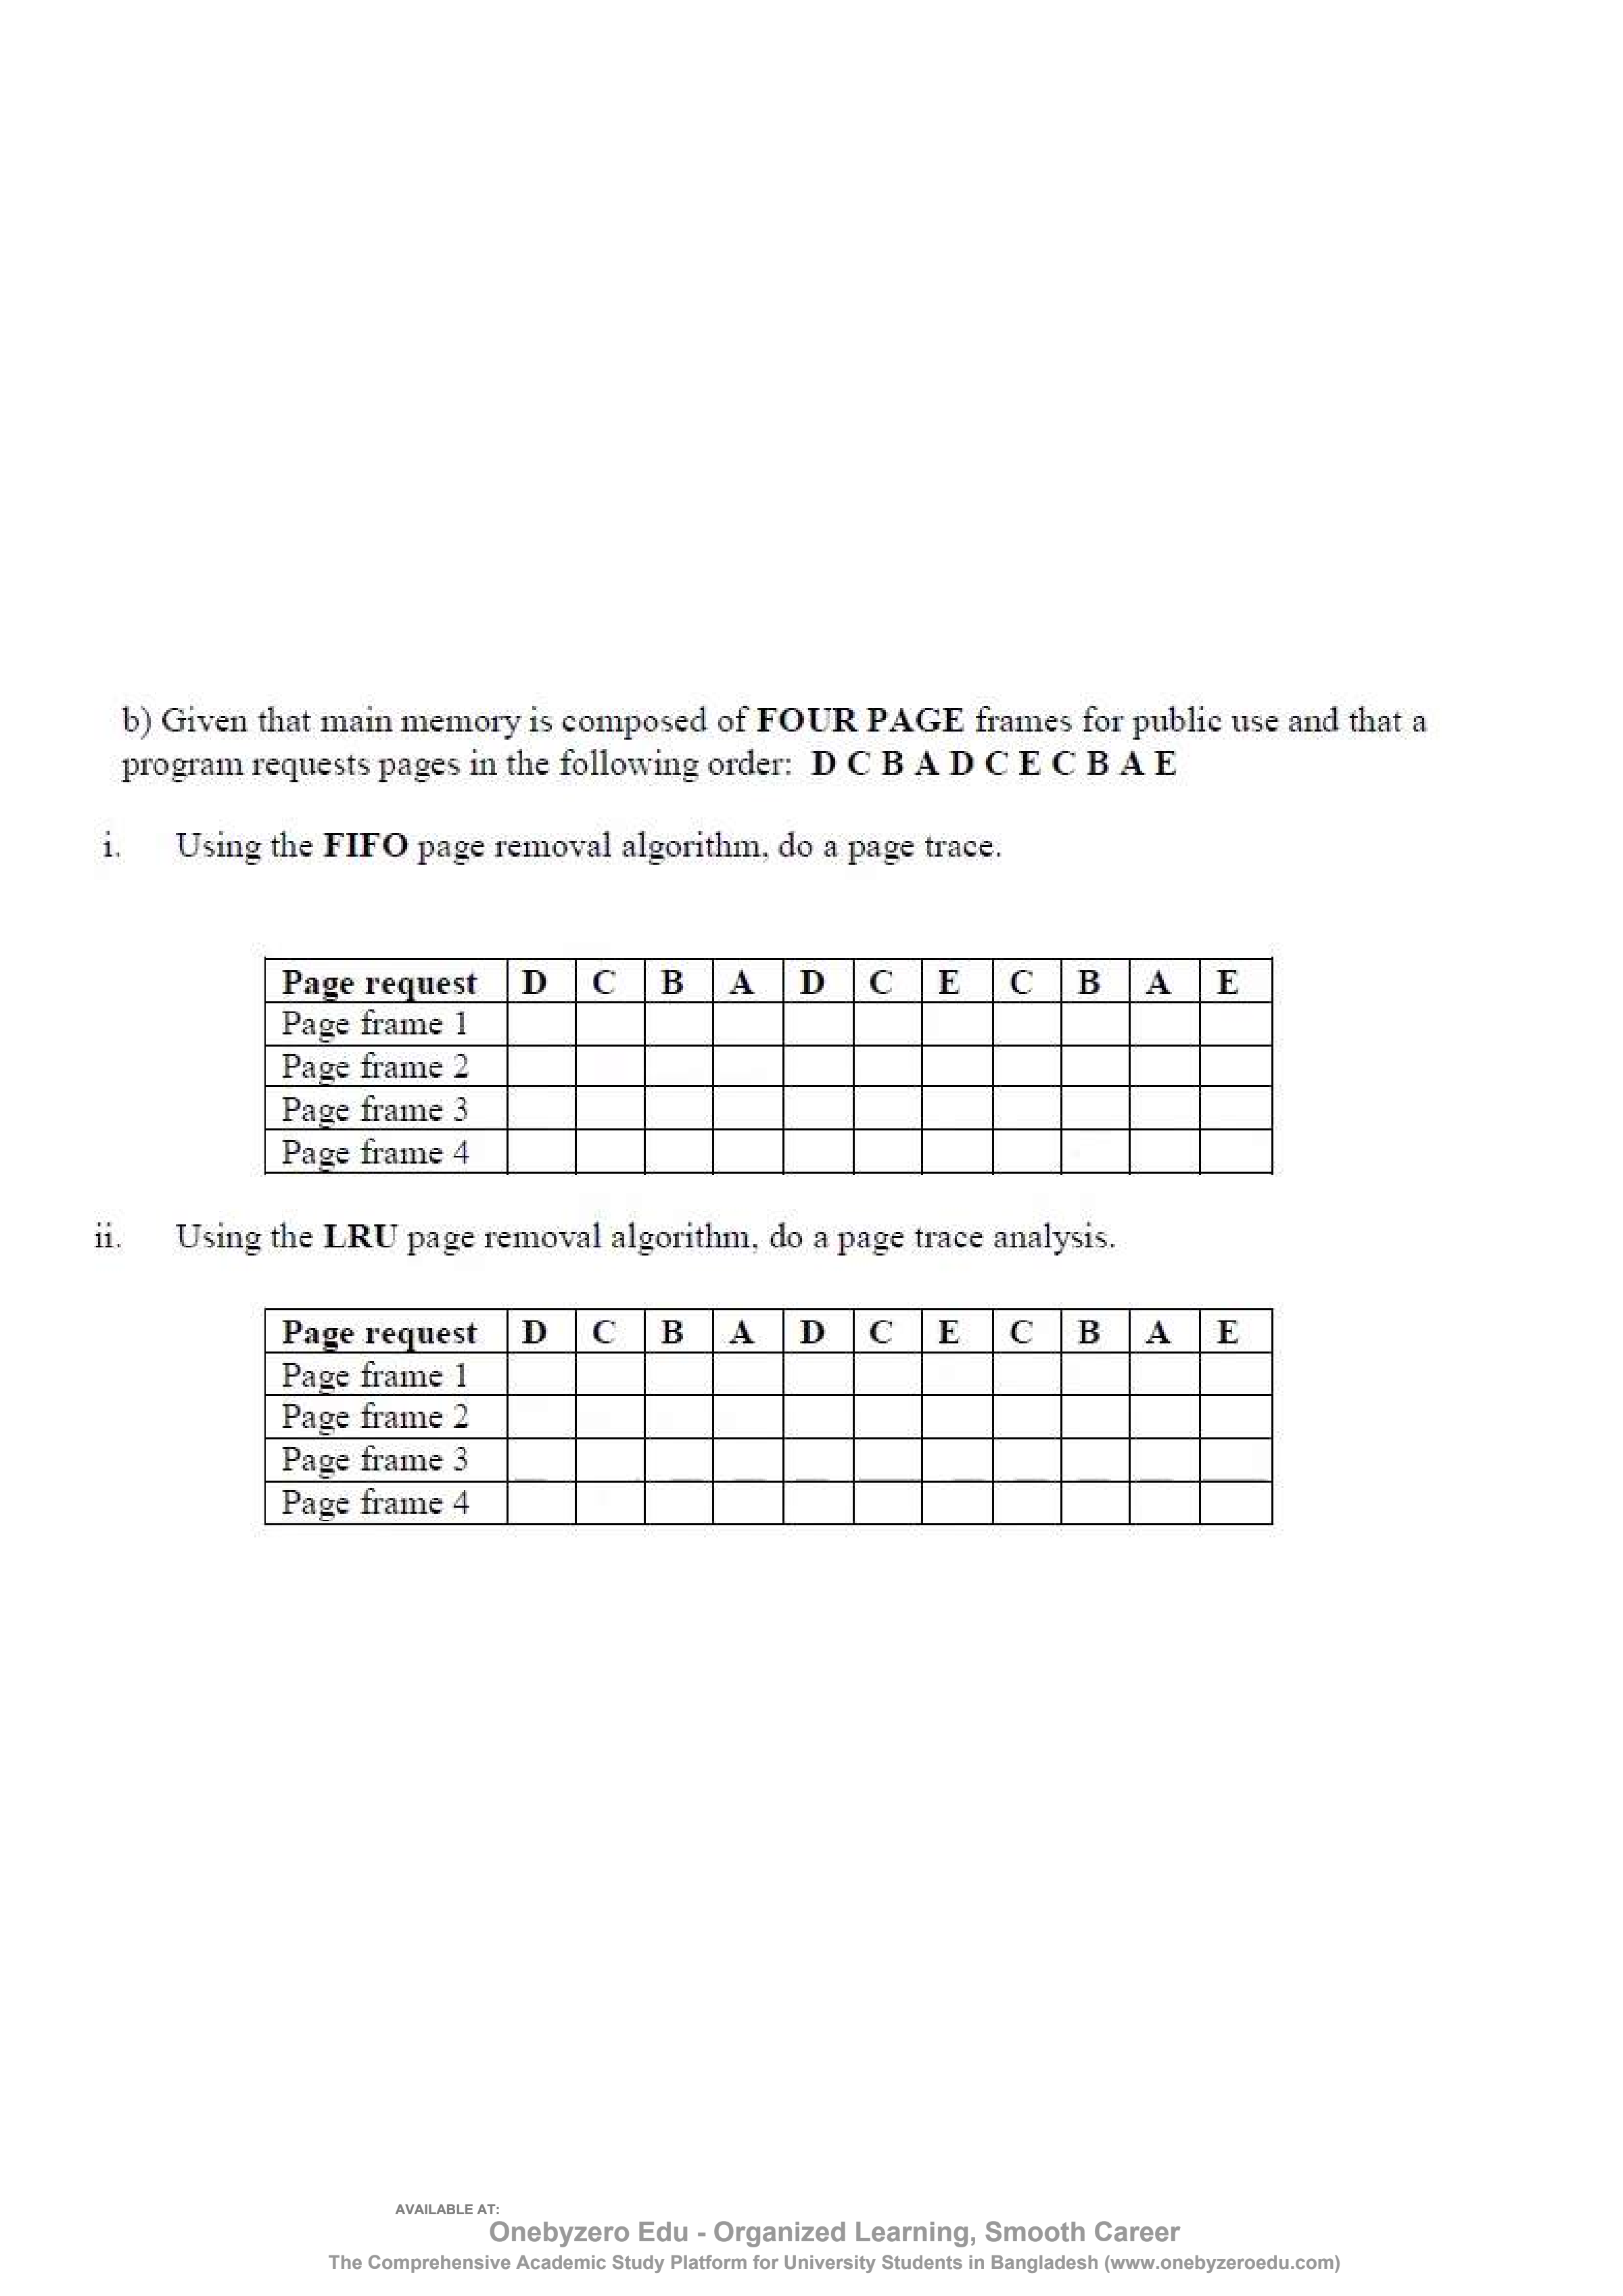 b) Given that main memory is composed of FOUR PAGE frames for public use and that a
program requests pages in the following order: D C B A D C E C B A E
i. Using the FIFO page removal algorithm, do a page trace.
Page request D C B A D C E C B A E
Page frame 1
Page frame 2
Page frame 3
Page frame 4
ii. Using the LRU page removal algorithm, do a page trace analysis.
Page request D C B A D C E C B A E
Page frame 1
Page frame 2
Page frame 3
Page frame 4
AVAILABLE AT:
Onebyzero Edu - Organized Learning, Smooth Career
The Comprehensive Academic Study Platform for University Students in Bangladesh (www.onebyzeroedu.com)